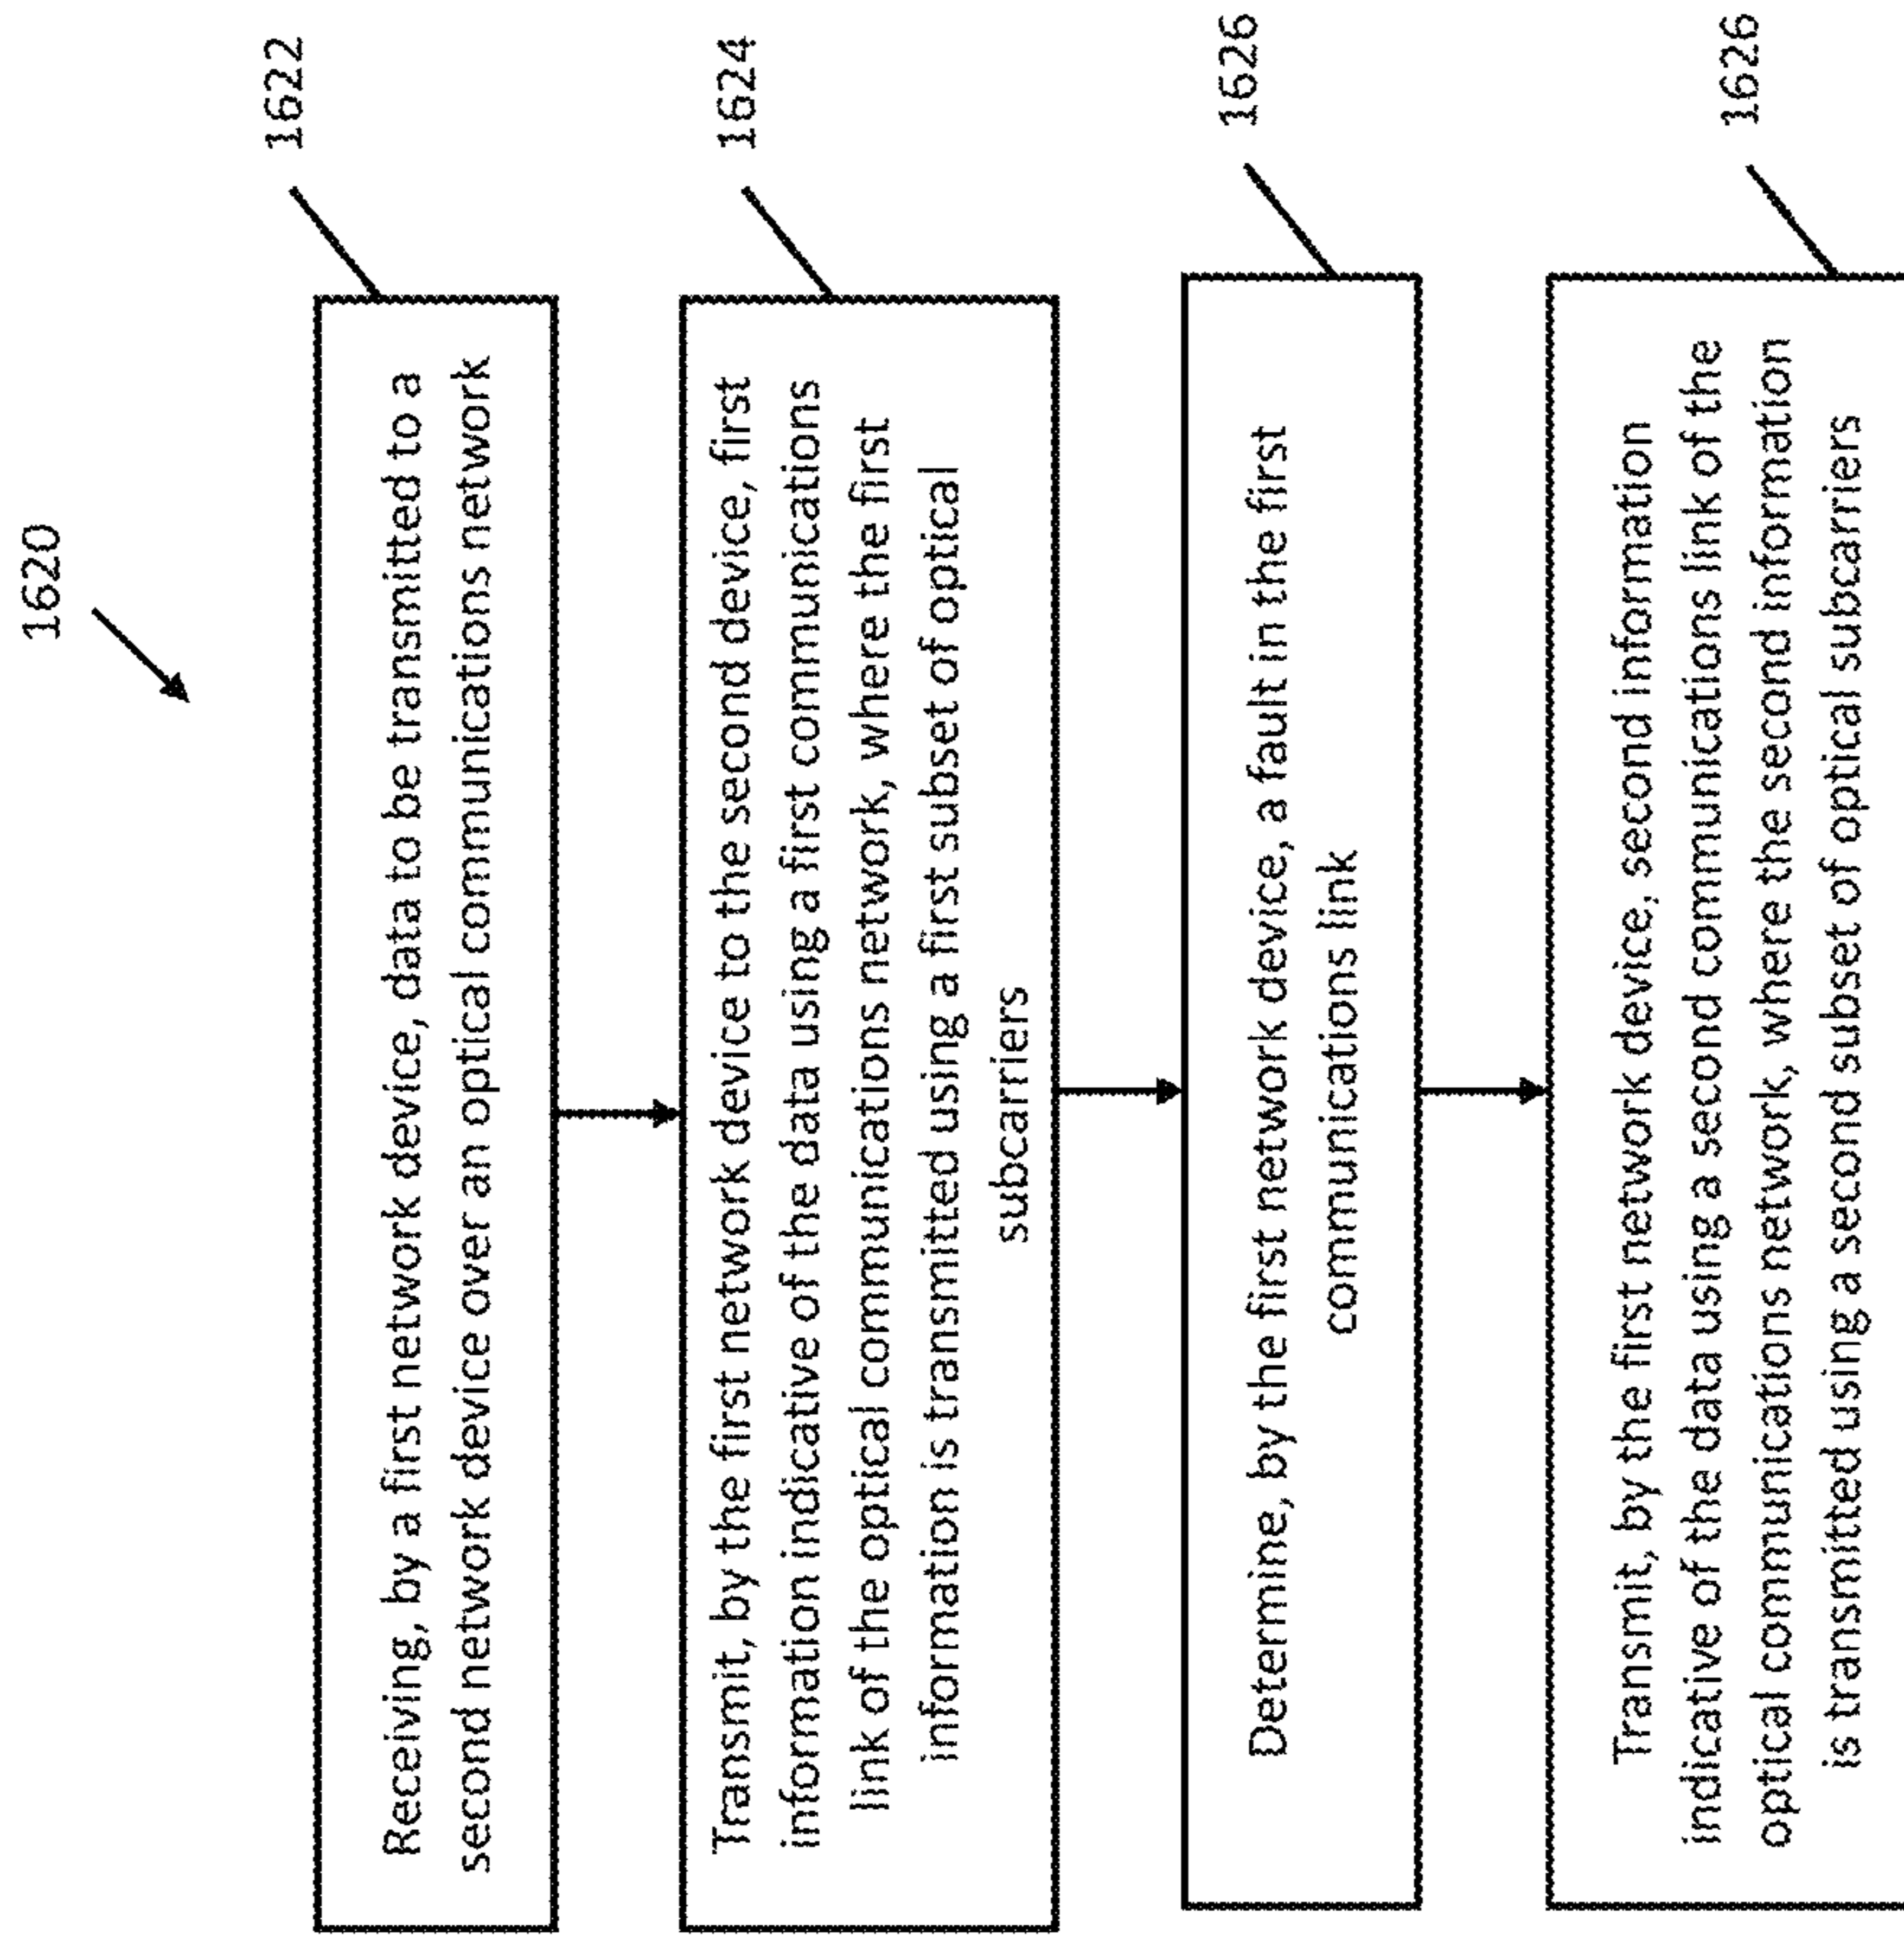 1620
1622
Receiving, by a first network device, data to be transmitted to a
second network device over an optical communications network
1624
Transmit, by the first network device to the second device, first
information indicative of the data using a first communications
link of the optical communications network, where the first
information is transmitted using a first subset of optical
subcarriers
1626
Determine, by the first network device, a fault in the first
communications link
1626
Transmit, by the first network device, second information
indicative of the data using a second communications link of the
optical communications network, where the second information
is transmitted using a second subset of optical subcarriers